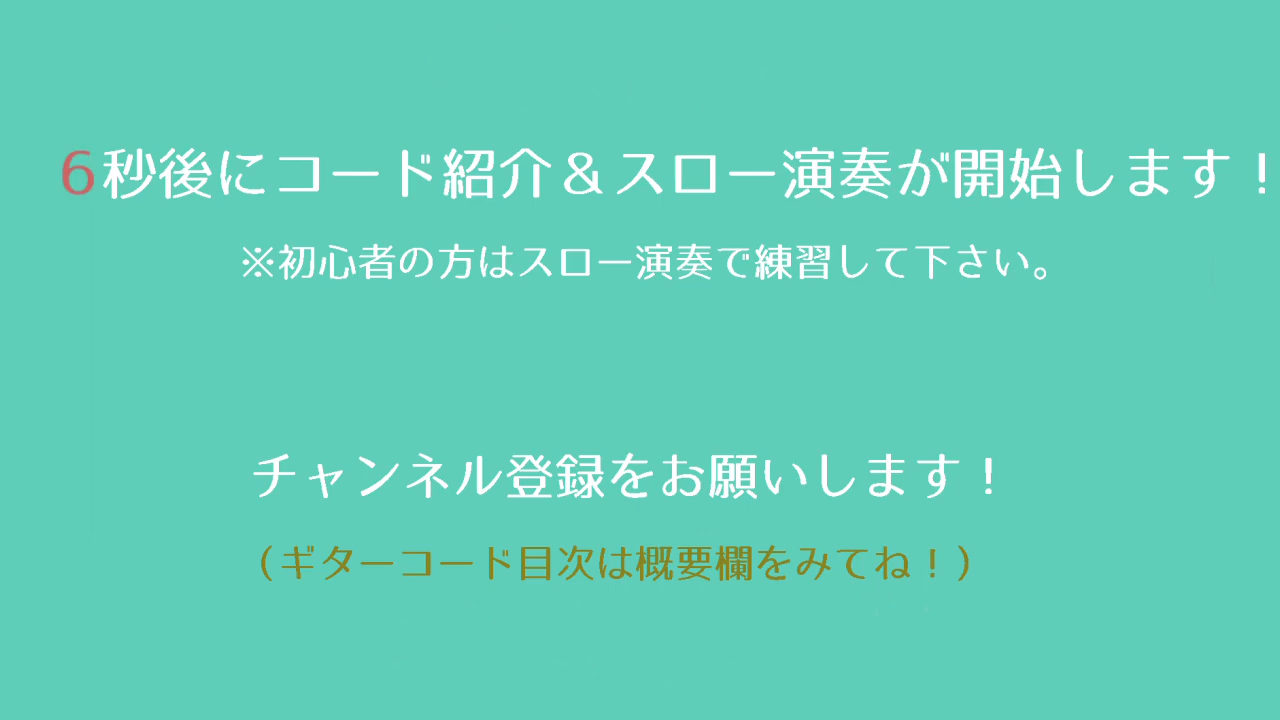 6秒後にコード紹介＆スロー演奏が開始します！
※初心者の方はスロー演奏で練習して下さい。
チャンネル登録をお願いします！
（ギターコード目次は概要欄をみてね！）